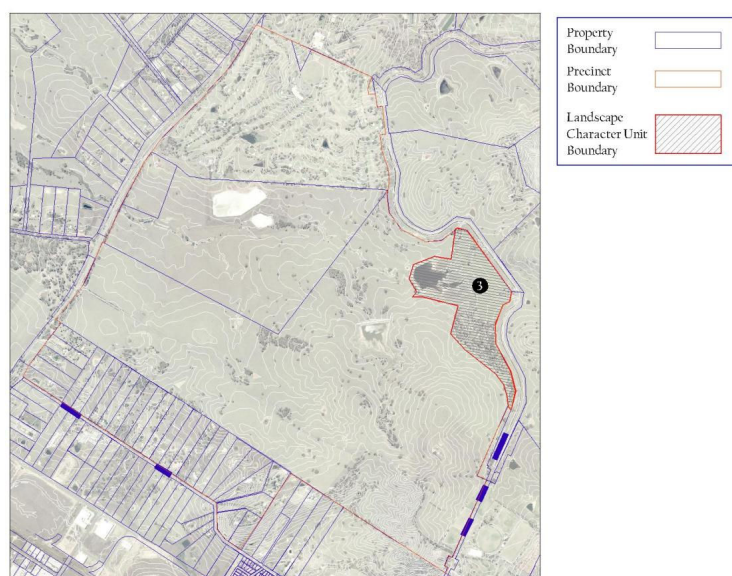 Property
Boundary
Precinct
Boundary
Landscape
Character Unit
Boundary
3